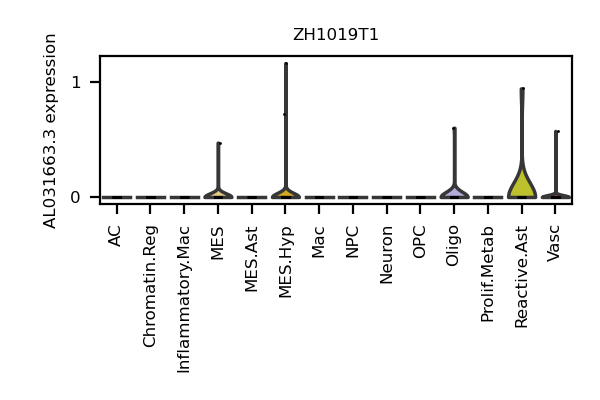 ZH1019T1
AL031663.3 expression
1
0
AC
Chromatin.Reg
Inflammatory.Mac
MES
MES.Ast
MES.Hyp
Mac
NPC
Neuron
OPC
Oligo
Prolif.Metab
Reactive.Ast
Vasc